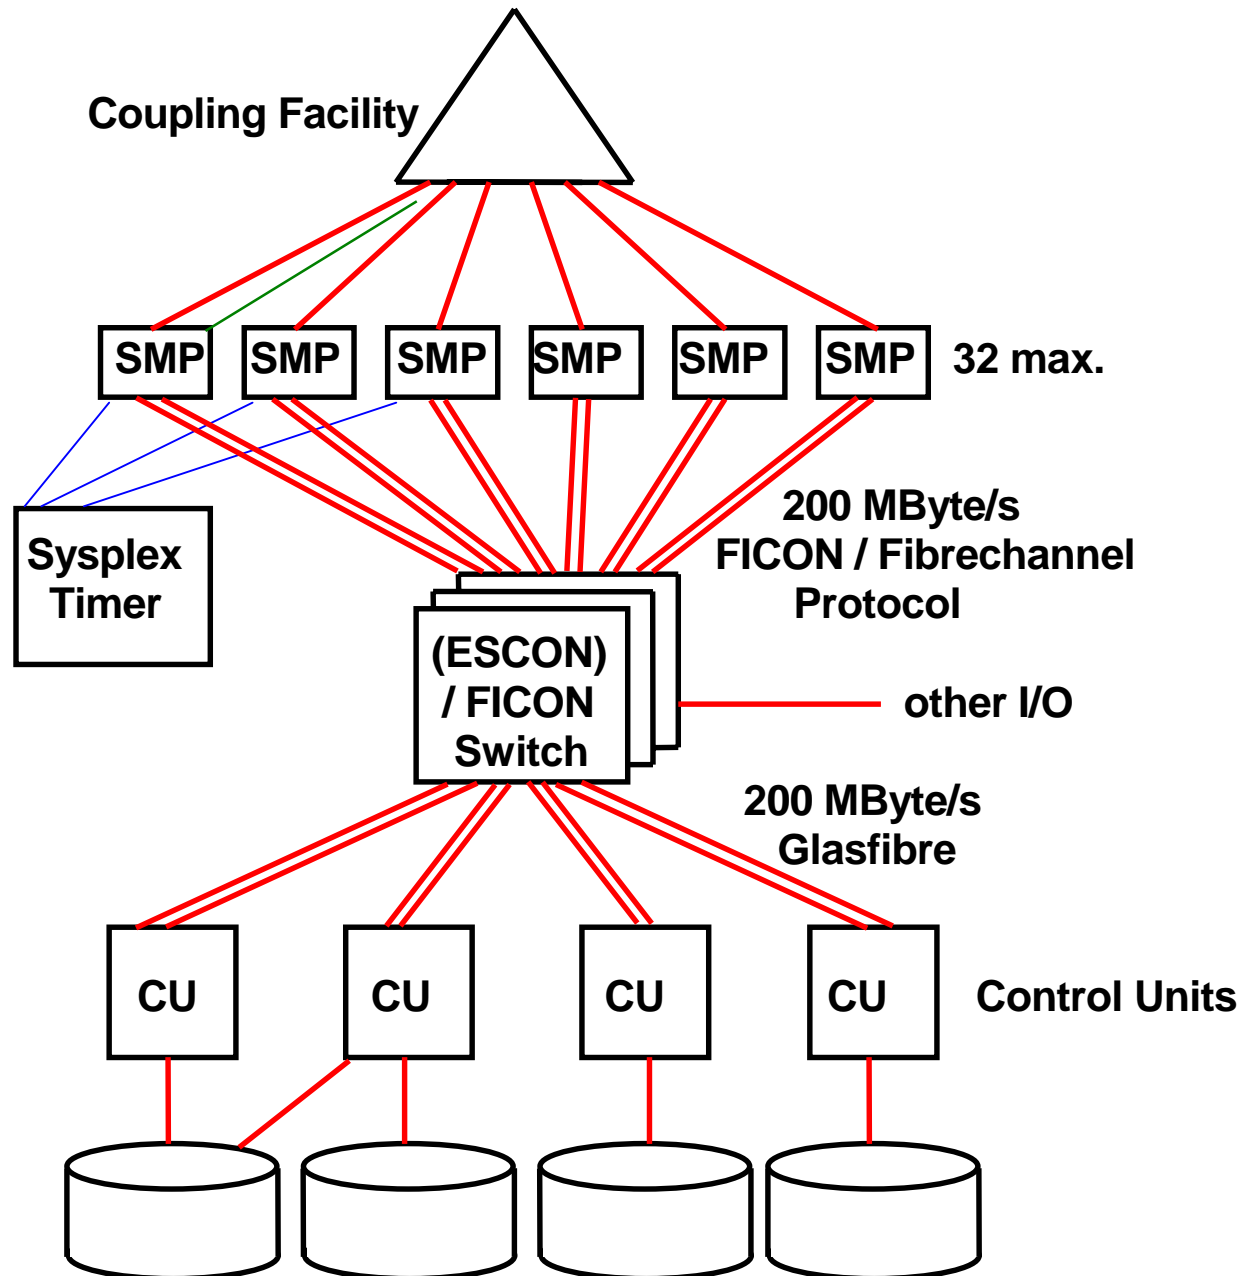 Coupling Facility
SMP SMP SMP SMP SMP SMP 32 max.
200 MByte/s
FICON / Fibrechannel
Protocol
Sysplex
Timer
(ESCON)
/ FICON
Switch
other I/O
200 MByte/s
Glasfibre
CU CU CU CU Control Units